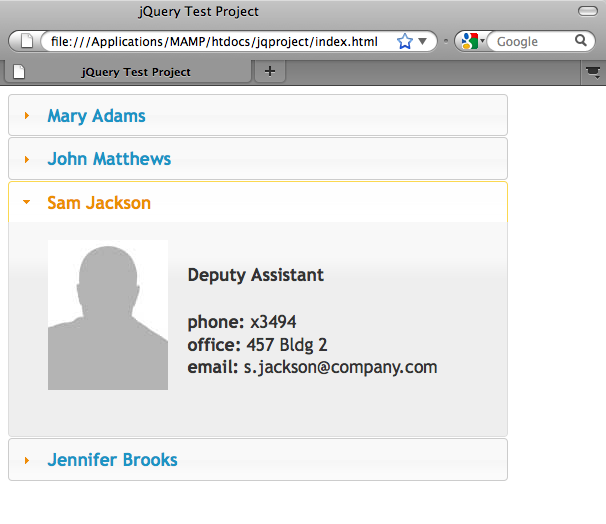 jQuery Test Project
file:///Applications/MAMP/htdocs/jqproject/index.html
Google
jQuery Test Project
Mary Adams
John Matthews
Sam Jackson
Deputy Assistant
phone: x3494
office: 457 Bldg 2
email: s.jackson@company.com
Jennifer Brooks